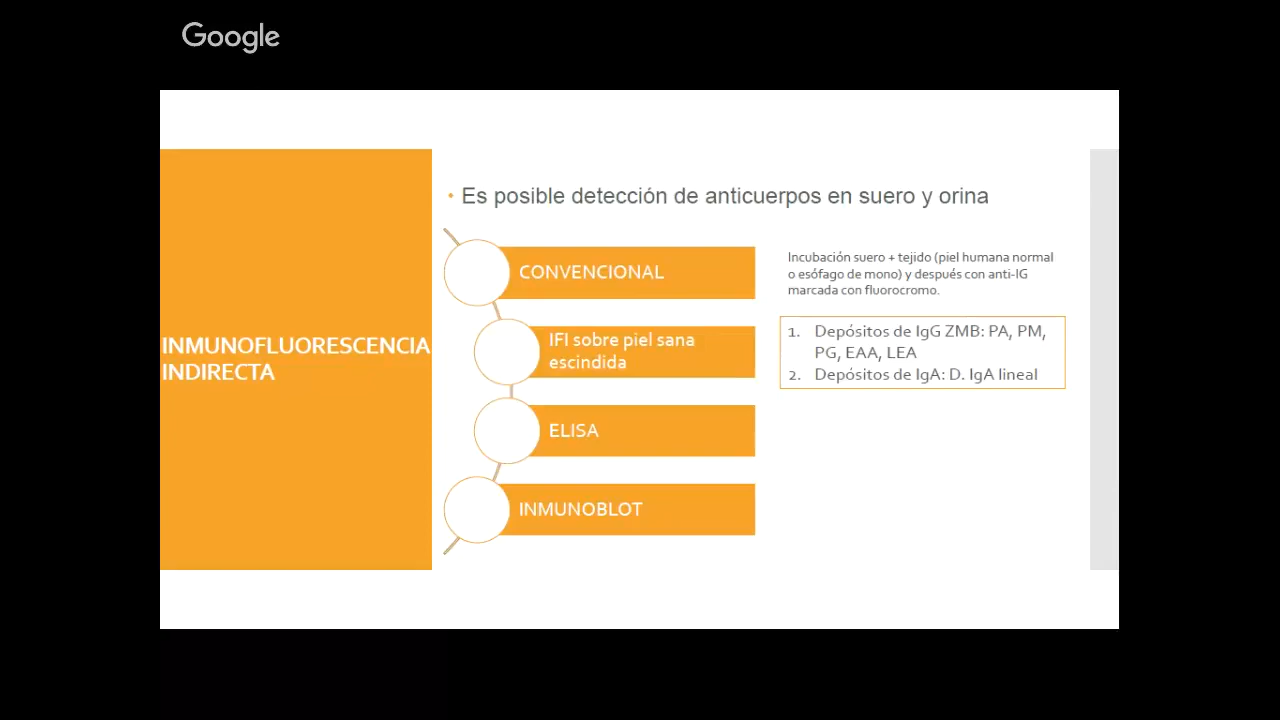 Google
• Es posible detección de anticuerpos en suero y orina
INMUNOFLUORESCENCIA
INDIRECTA
CONVENCIONAL
Incubación suero + tejido (piel humana normal
o esófago de mono) y después con anti-IG
marcada con fluorocromo.
IFI sobre piel sana
escindida
1. Depósitos de IgG ZMB: PA, PM,
PG, EAA, LEA
2. Depósitos de IgA: D. IgA lineal
ELISA
INMUNOBLOT